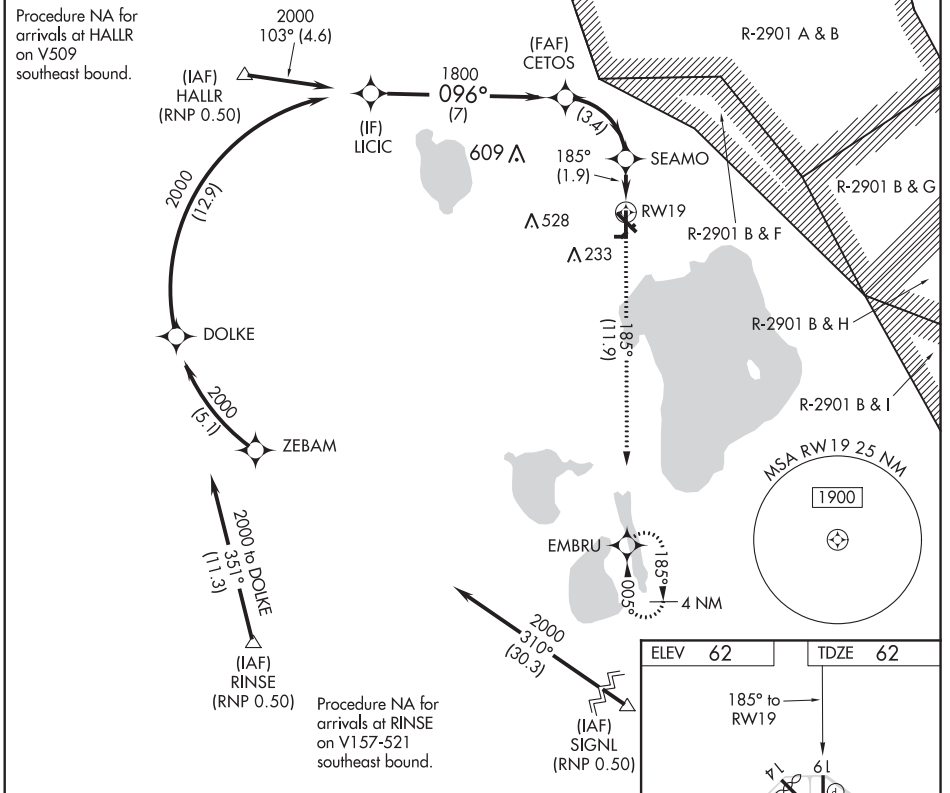 Procedure NA for
arrivals at HALLR
on V509
southeast bound.
2000
103° (4.6)
(IAF)
HALLR
(RNP 0.50)
(IF)
LICIC
1800
096°
(7)
(FAF)
CETOS
(3.4)
185°
(1.9)
SEAMO
RW19
609
528
233
R-2901 A & B
R-2901 B & G
R-2901 B & F
R-2901 B & H
R-2901 B & I
2000
(12.9)
DOLKE
2000
(5.1)
ZEBAM
185°
(11.9)
MSA RW19 25 NM
1900
2000 to DOLKE
351°
(11.3)
(IAF)
RINSE
(RNP 0.50)
EMBRU
185°
005°
4 NM
2000
310°
(30.3)
(IAF)
SIGNL
(RNP 0.50)
Procedure NA for
arrivals at RINSE
on V157-521
southeast bound.
ELEV 62
TDZE 62
185° to
RW19
14
19